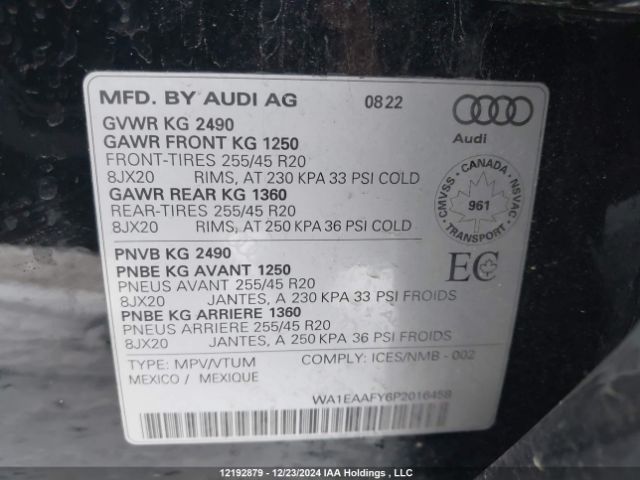 MFD. BY AUDI AG 0822
Audi
GVWR KG 2490
GAWR FRONT KG 1250
FRONT-TIRES 255/45 R20
8JX20 RIMS, AT 230 KPA 33 PSI COLD
GAWR REAR KG 1360
REAR-TIRES 255/45 R20
8JX20 RIMS, AT 250 KPA 36 PSI COLD
CMVSS • CANADA • NSVAC • TRANSPORT •
961
PNVB KG 2490
PNBE KG AVANT 1250
PNEUS AVANT 255/45 R20
8JX20 JANTES, A 230 KPA 33 PSI FROIDS
PNBE KG ARRIERE 1360
PNEUS ARRIERE 255/45 R20
8JX20 JANTES, A 250 KPA 36 PSI FROIDS
EC
TYPE: MPV/VTUM COMPLY: ICES/NMB - 002
MEXICO / MEXIQUE
WA1EAAFY6P2016458
12192879 - 12/23/2024 IAA Holdings , LLC